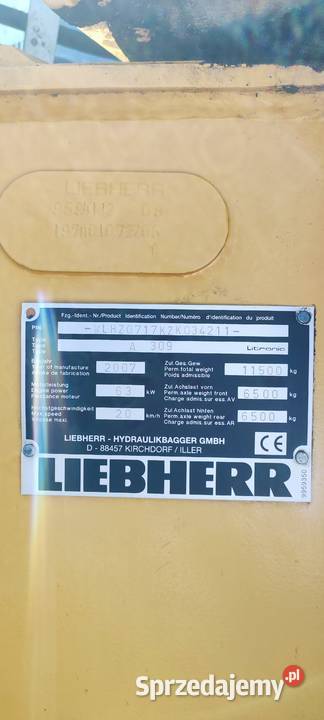 LIEBHERR
Fzg.-Ident.- Nr./Product Identification Number/Numéro d'identification du produit
PIN -WLHZ0717KZK034211-
Type
Type A 309 Litronic
Type
Baujahr Zul.Ges.Gew
Year of manufacture 2007 Perm total weight 11500 kg
Année de fabrication Poids admissible
Motorleistung Zul Achslast vorn
Engine power 63 kW Perm axle weight front 6500 kg
Puissance moteur Charge admis.sur ess.AV
Höchstgeschwindigkeit Zul Achslast hinten
Max.speed 20 km/h Perm axle weight rear 6500 kg
Vitesse maxi. Charge admis.sur ess.AR
LIEBHERR - HYDRAULIKBAGGER GMBH
D - 88457 KIRCHDORF / ILLER
CE
LIEBHERR
9959350
Sprzedajemy.pl